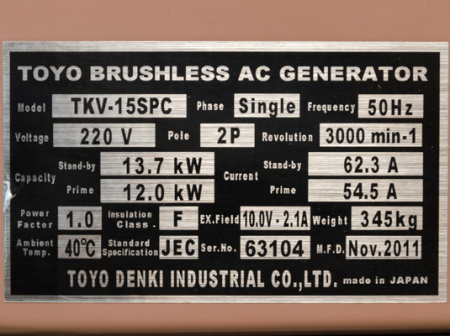 TOYO BRUSHLESS AC GENERATOR
Model TKV-15SPC Phase Single Frequency 50Hz
Voltage 220 V Pole 2P Revolution 3000 min-1
Capacity Stand-by 13.7 kW Current Stand-by 62.3 A
Prime 12.0 kW Prime 54.5 A
Power Factor 1.0 Insulation Class. F EX.Field 10.0V-2.1A Weight 345kg
Ambient Temp. 40℃ Standard Specification JEC Ser.No. 63104 M.F.D. Nov.2011
TOYO DENKI INDUSTRIAL CO.,LTD. made in JAPAN